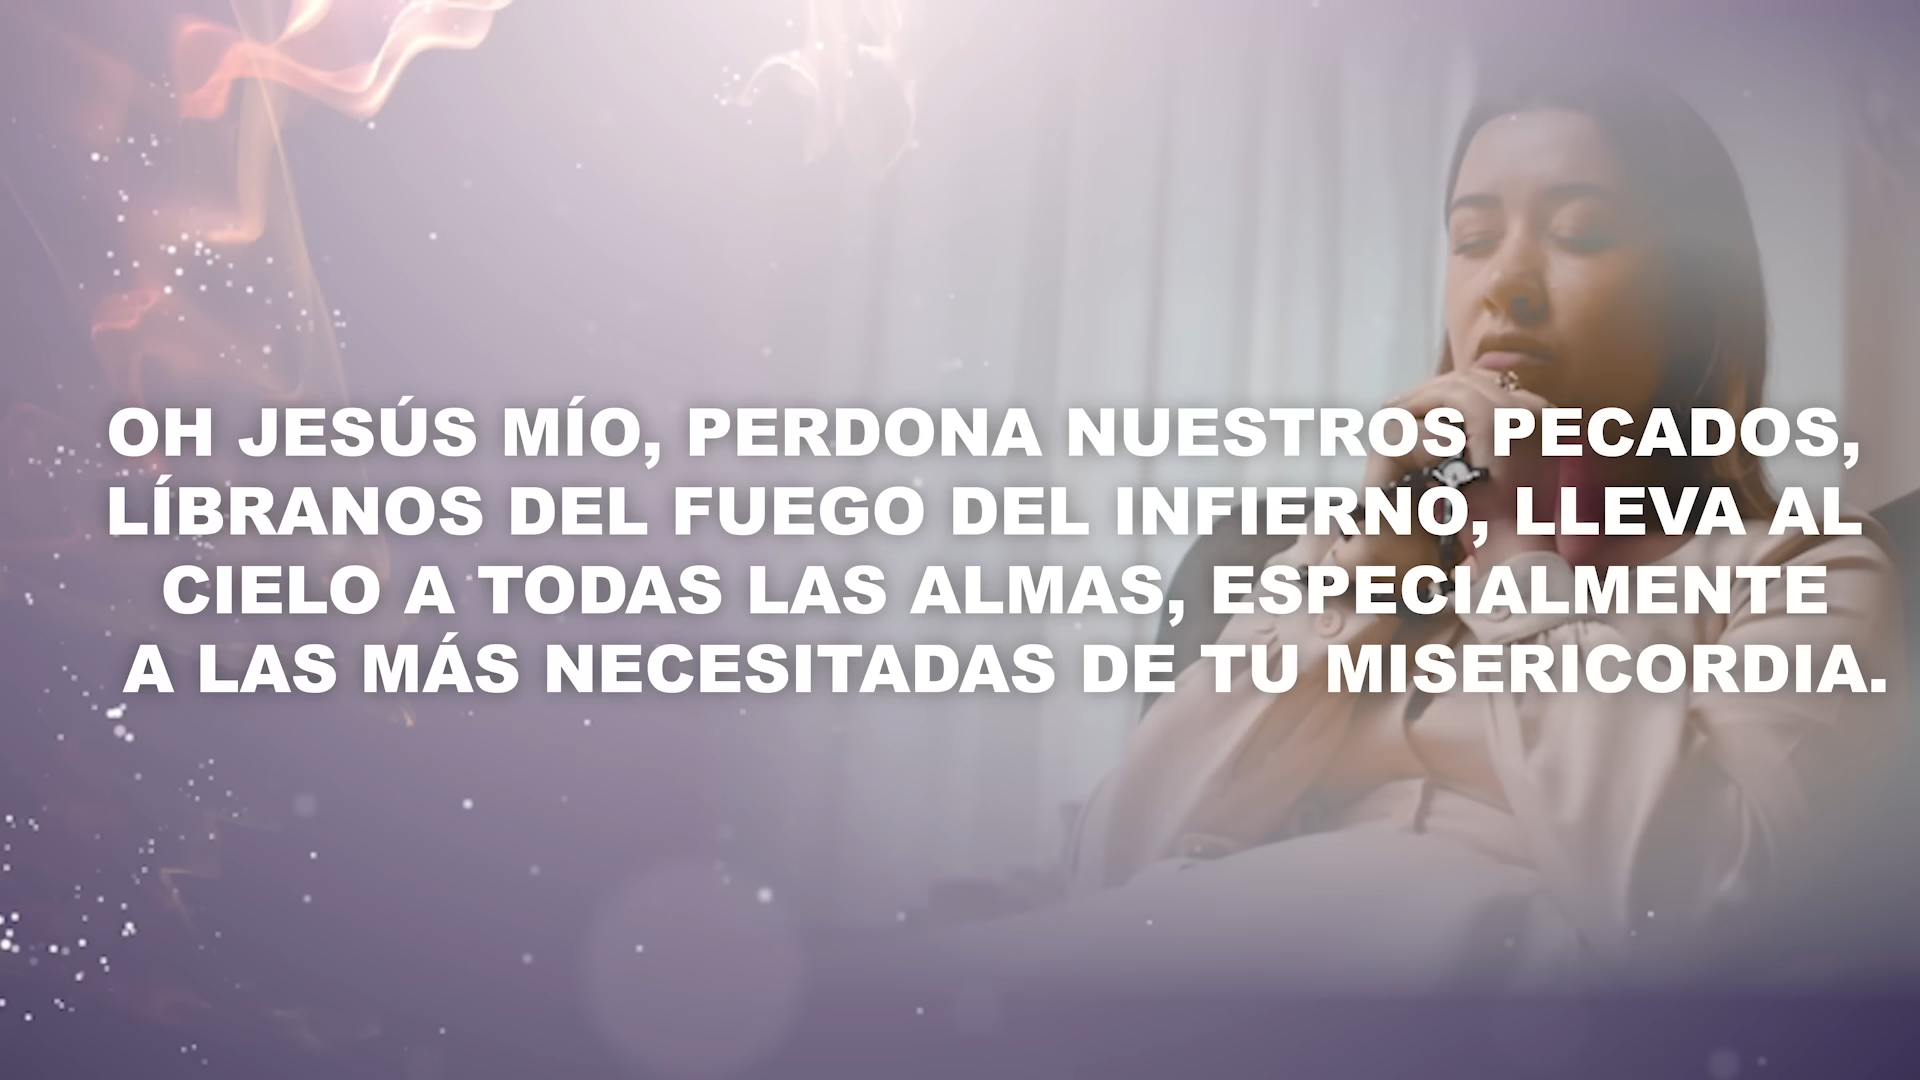 OH JESÚS MÍO, PERDONA NUESTROS PECADOS,
LÍBRANOS DEL FUEGO DEL INFIERNO, LLEVA AL
CIELO A TODAS LAS ALMAS, ESPECIALMENTE
A LAS MÁS NECESITADAS DE TU MISERICORDIA.